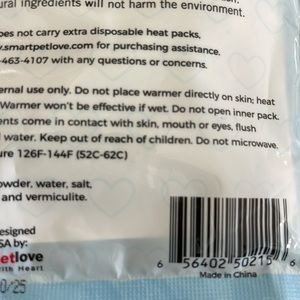 ural ingredients will not harm the environment.
oes not carry extra disposable heat packs,
.smartpetlove.com for purchasing assistance.
-463-4107 with any questions or concerns.
ernal use only. Do not place warmer directly on skin; heat
Warmer won't be effective if wet. Do not open inner pack.
ents come in contact with skin, mouth or eyes, flush
l water. Keep out of reach of children. Do not microwave.
ure 126F-144F (52C-62C)
owder, water, salt,
and vermiculite.
esigned
SA by:
etlove
ith Heart
0/25
6 56402 50215 6
Made in China